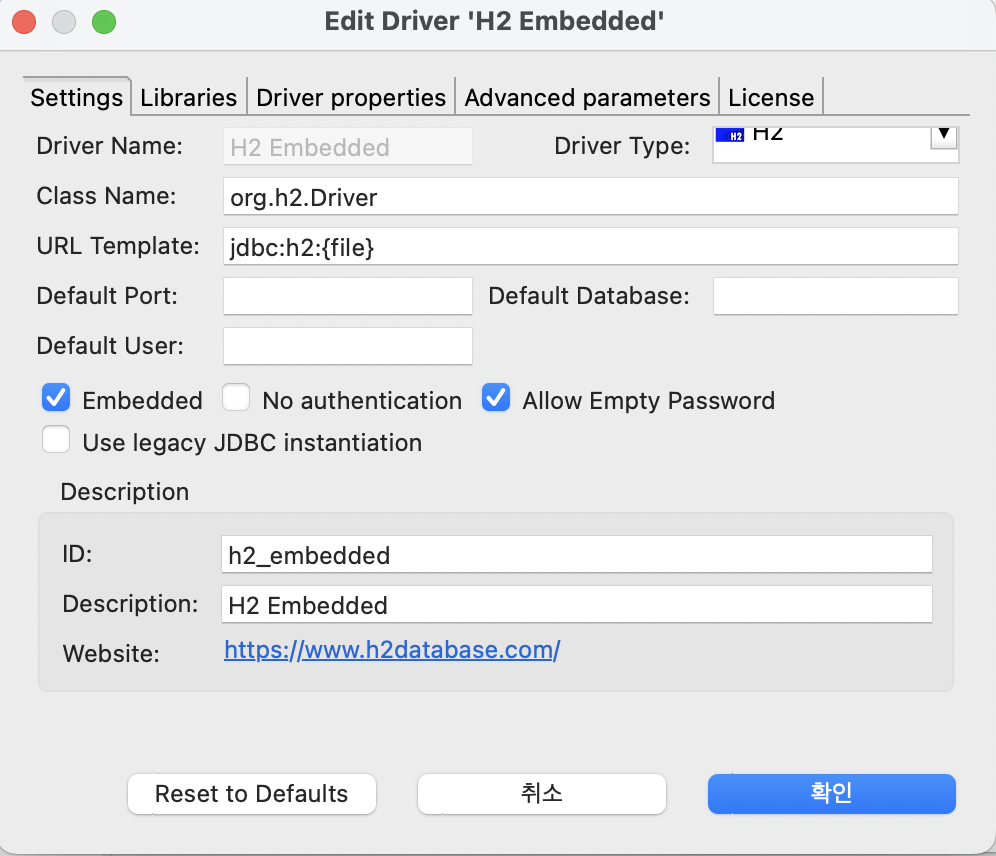 Edit Driver 'H2 Embedded'
Settings Libraries Driver properties Advanced parameters License
Driver Name: H2 Embedded Driver Type: H2 H2
Class Name: org.h2.Driver
URL Template: jdbc:h2:{file}
Default Port: Default Database:
Default User:
Embedded No authentication Allow Empty Password
Use legacy JDBC instantiation
Description
ID: h2_embedded
Description: H2 Embedded
Website: https://www.h2database.com/
Reset to Defaults 취소 확인